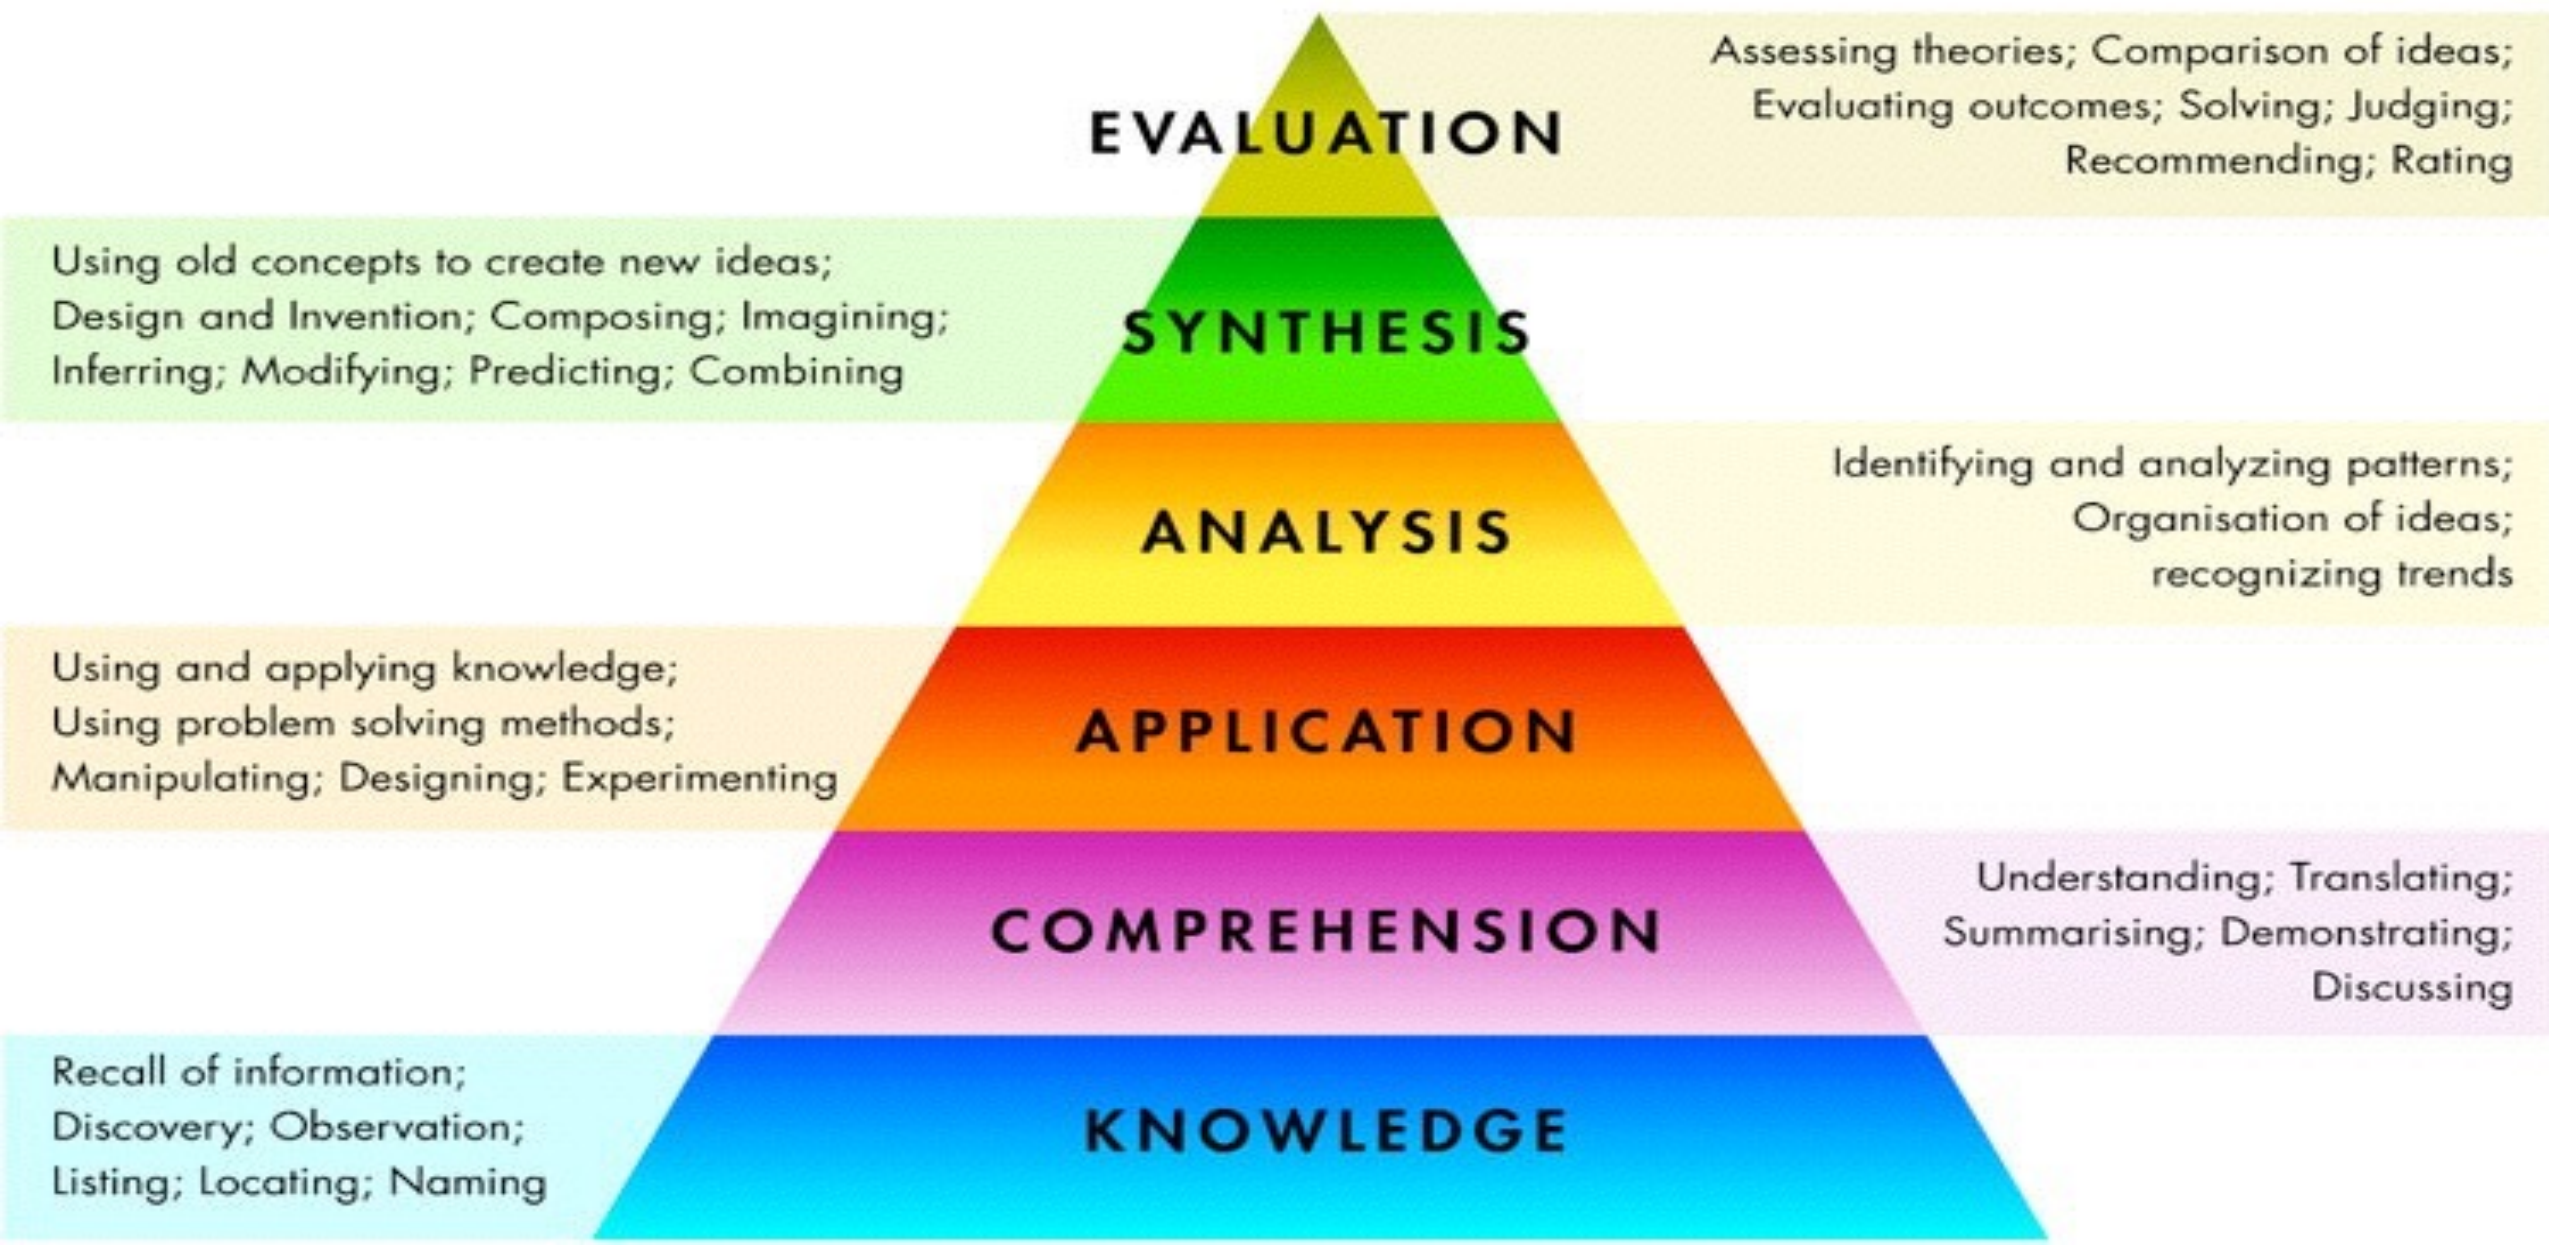 EVALUATION
Assessing theories; Comparison of ideas;
Evaluating outcomes; Solving; Judging;
Recommending; Rating
Using old concepts to create new ideas;
Design and Invention; Composing; Imagining;
Inferring; Modifying; Predicting; Combining
SYNTHESIS
ANALYSIS
Identifying and analyzing patterns;
Organisation of ideas;
recognizing trends
Using and applying knowledge;
Using problem solving methods;
Manipulating; Designing; Experimenting
APPLICATION
COMPREHENSION
Understanding; Translating;
Summarising; Demonstrating;
Discussing
Recall of information;
Discovery; Observation;
Listing; Locating; Naming
KNOWLEDGE